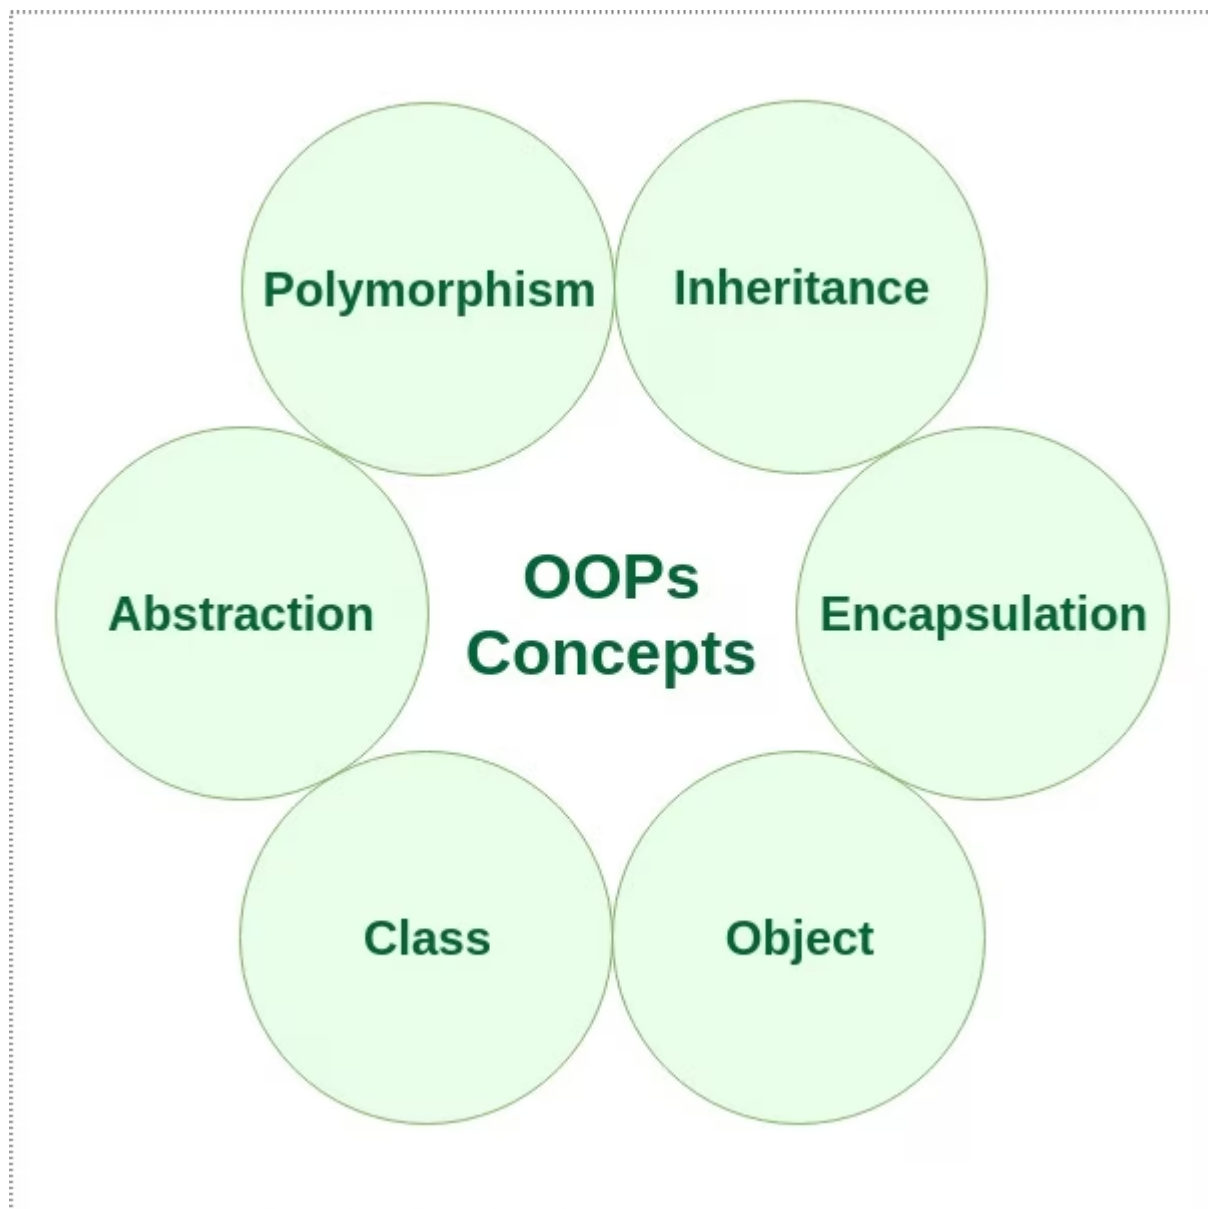 Polymorphism
Inheritance
Abstraction
OOPs
Concepts
Encapsulation
Class
Object